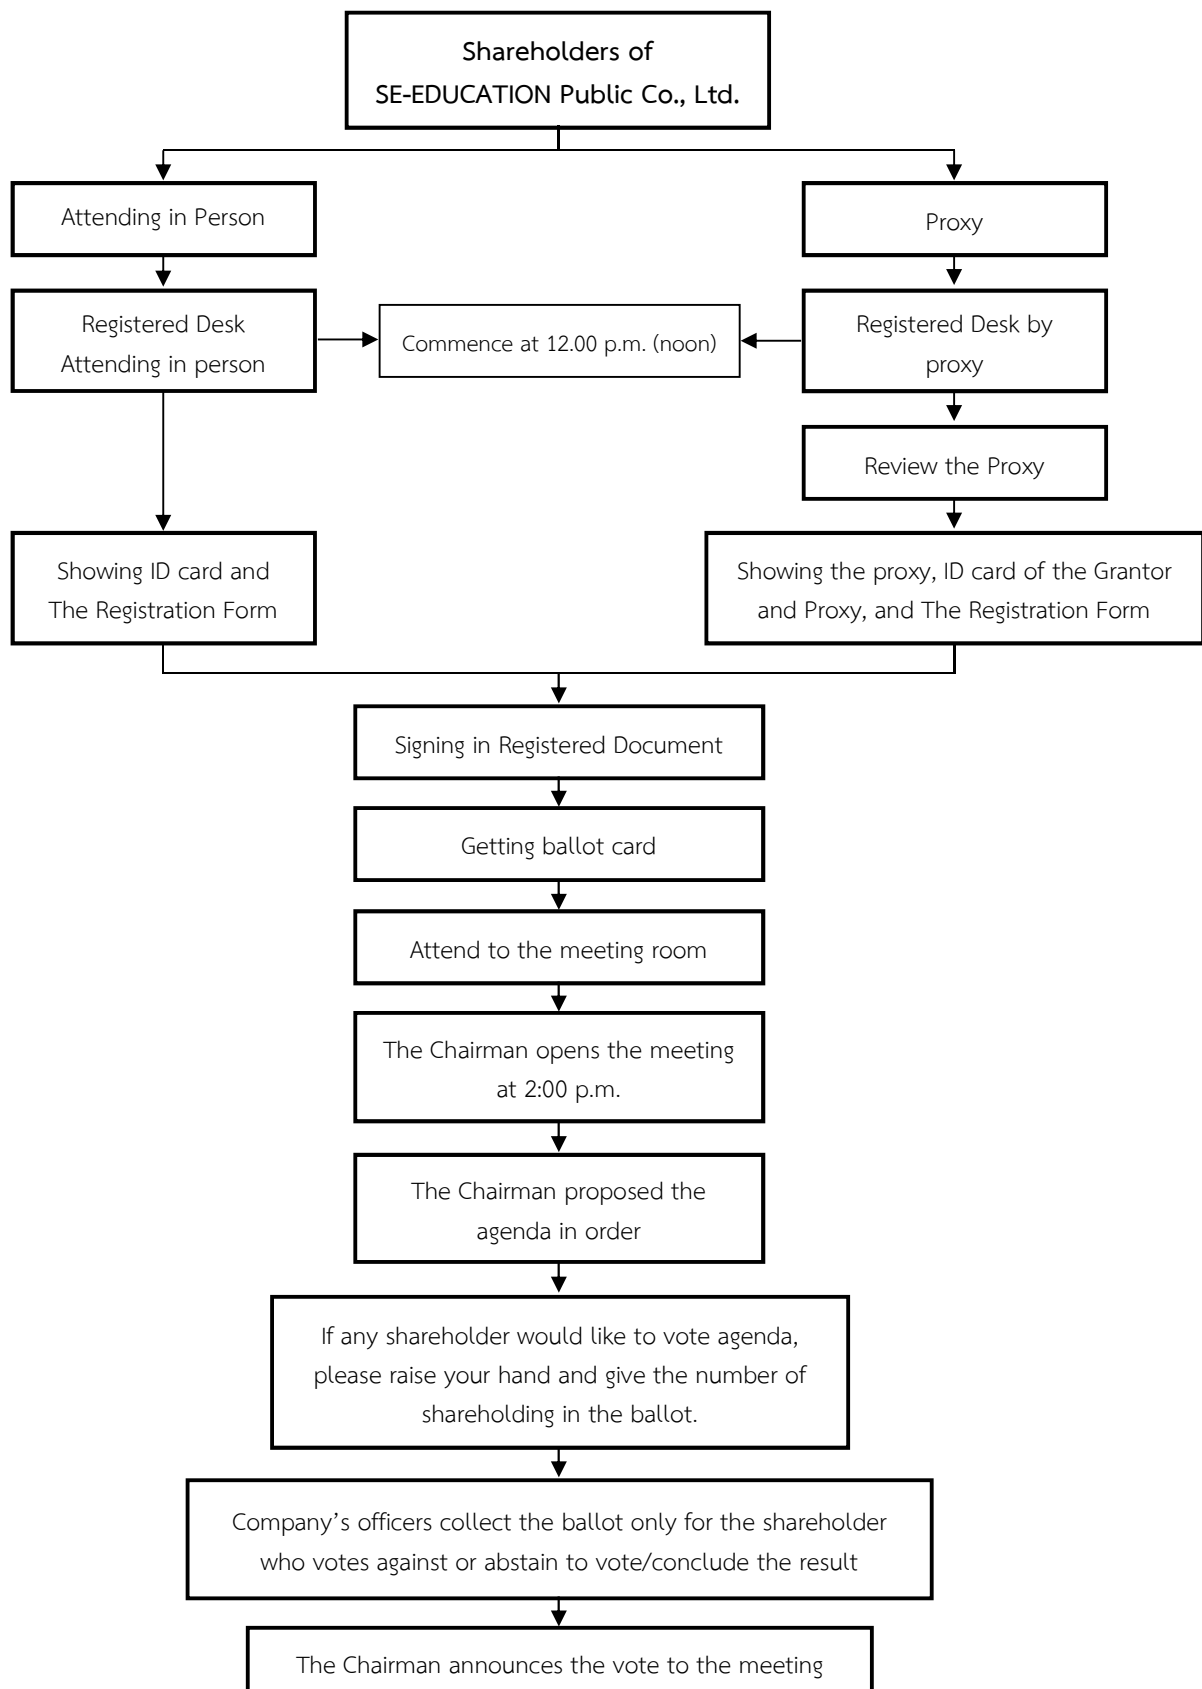 Shareholders of
SE-EDUCATION Public Co., Ltd.
Attending in Person
Proxy
Registered Desk
Attending in person
Commence at 12.00 p.m. (noon)
Registered Desk by
proxy
Review the Proxy
Showing ID card and
The Registration Form
Showing the proxy, ID card of the Grantor
and Proxy, and The Registration Form
Signing in Registered Document
Getting ballot card
Attend to the meeting room
The Chairman opens the meeting
at 2:00 p.m.
The Chairman proposed the
agenda in order
If any shareholder would like to vote agenda,
please raise your hand and give the number of
shareholding in the ballot.
Company’s officers collect the ballot only for the shareholder
who votes against or abstain to vote/conclude the result
The Chairman announces the vote to the meeting